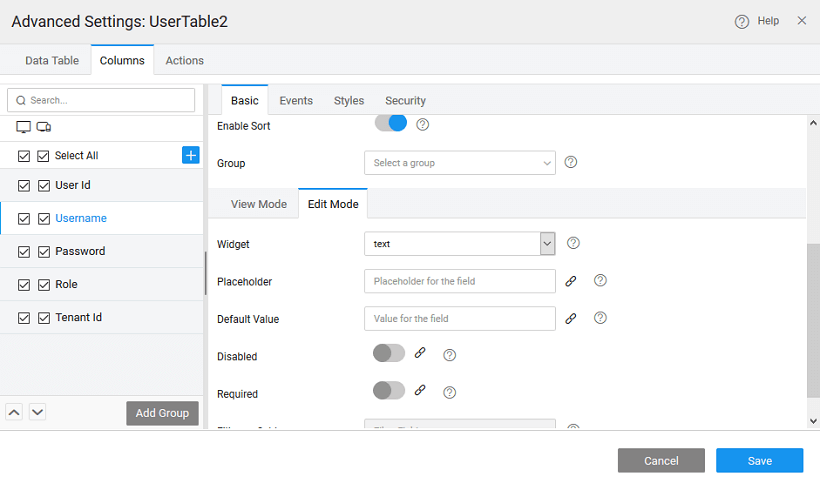 Advanced Settings: UserTable2
Help
Data Table Columns Actions
Search...
Basic Events Styles Security
Enable Sort
Select All
Group Select a group
User Id
View Mode Edit Mode
Username
Widget text
Password
Placeholder Placeholder for the field
Role
Default Value Value for the field
Tenant Id
Disabled
Required
Add Group
Cancel Save